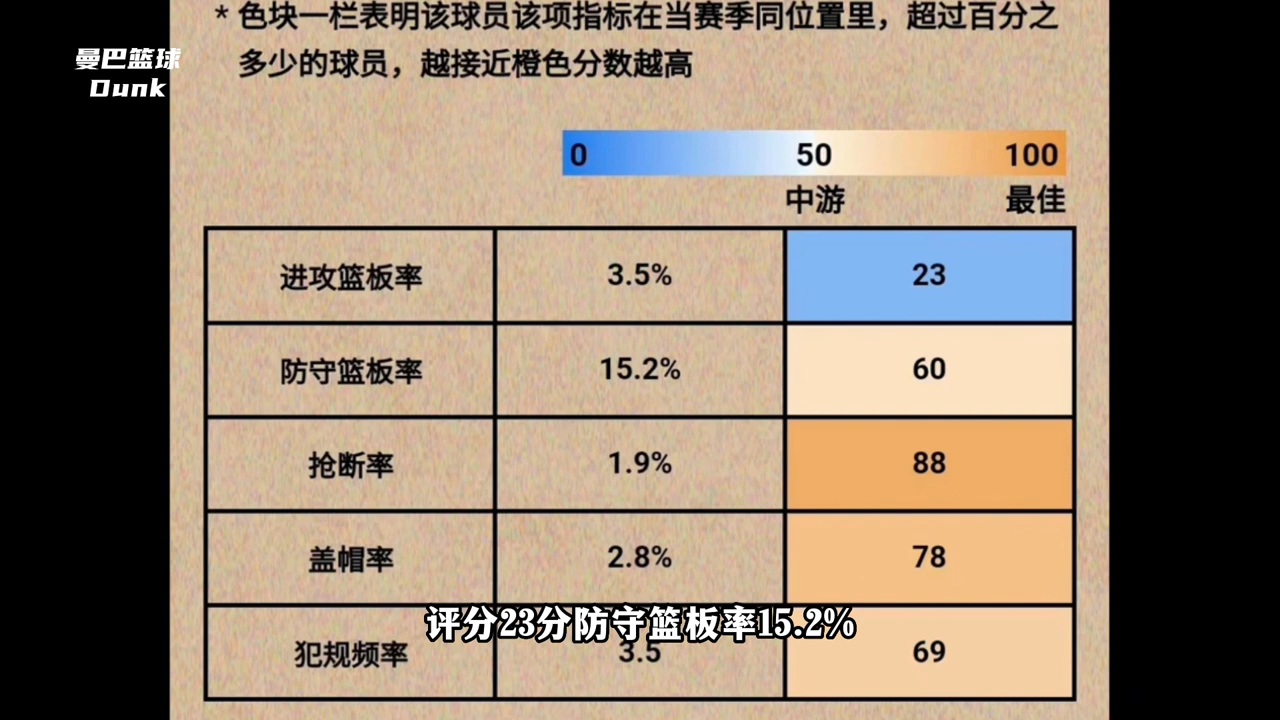 * 色块一栏表明该球员该项指标在当赛季同位置里，超过百分之
多少的球员，越接近橙色分数越高
曼巴篮球
Dunk
0 50 100
中游 最佳
进攻篮板率 3.5% 23
防守篮板率 15.2% 60
抢断率 1.9% 88
盖帽率 2.8% 78
评分23分防守篮板率15.2%
犯规频率 3.5 69